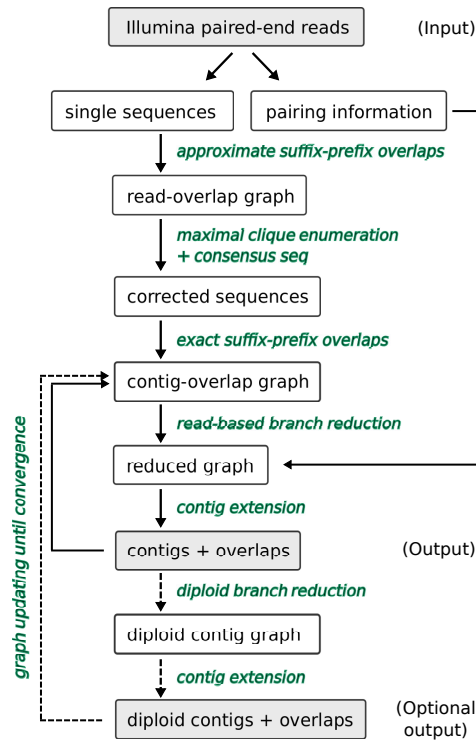 Illumina paired-end reads
(Input)
single sequences
pairing information
approximate suffix-prefix overlaps
read-overlap graph
maximal clique enumeration
+ consensus seq
corrected sequences
exact suffix-prefix overlaps
contig-overlap graph
read-based branch reduction
reduced graph
contig extension
contigs + overlaps
(Output)
diploid branch reduction
diploid contig graph
contig extension
diploid contigs + overlaps
(Optional
output)
graph updating until convergence